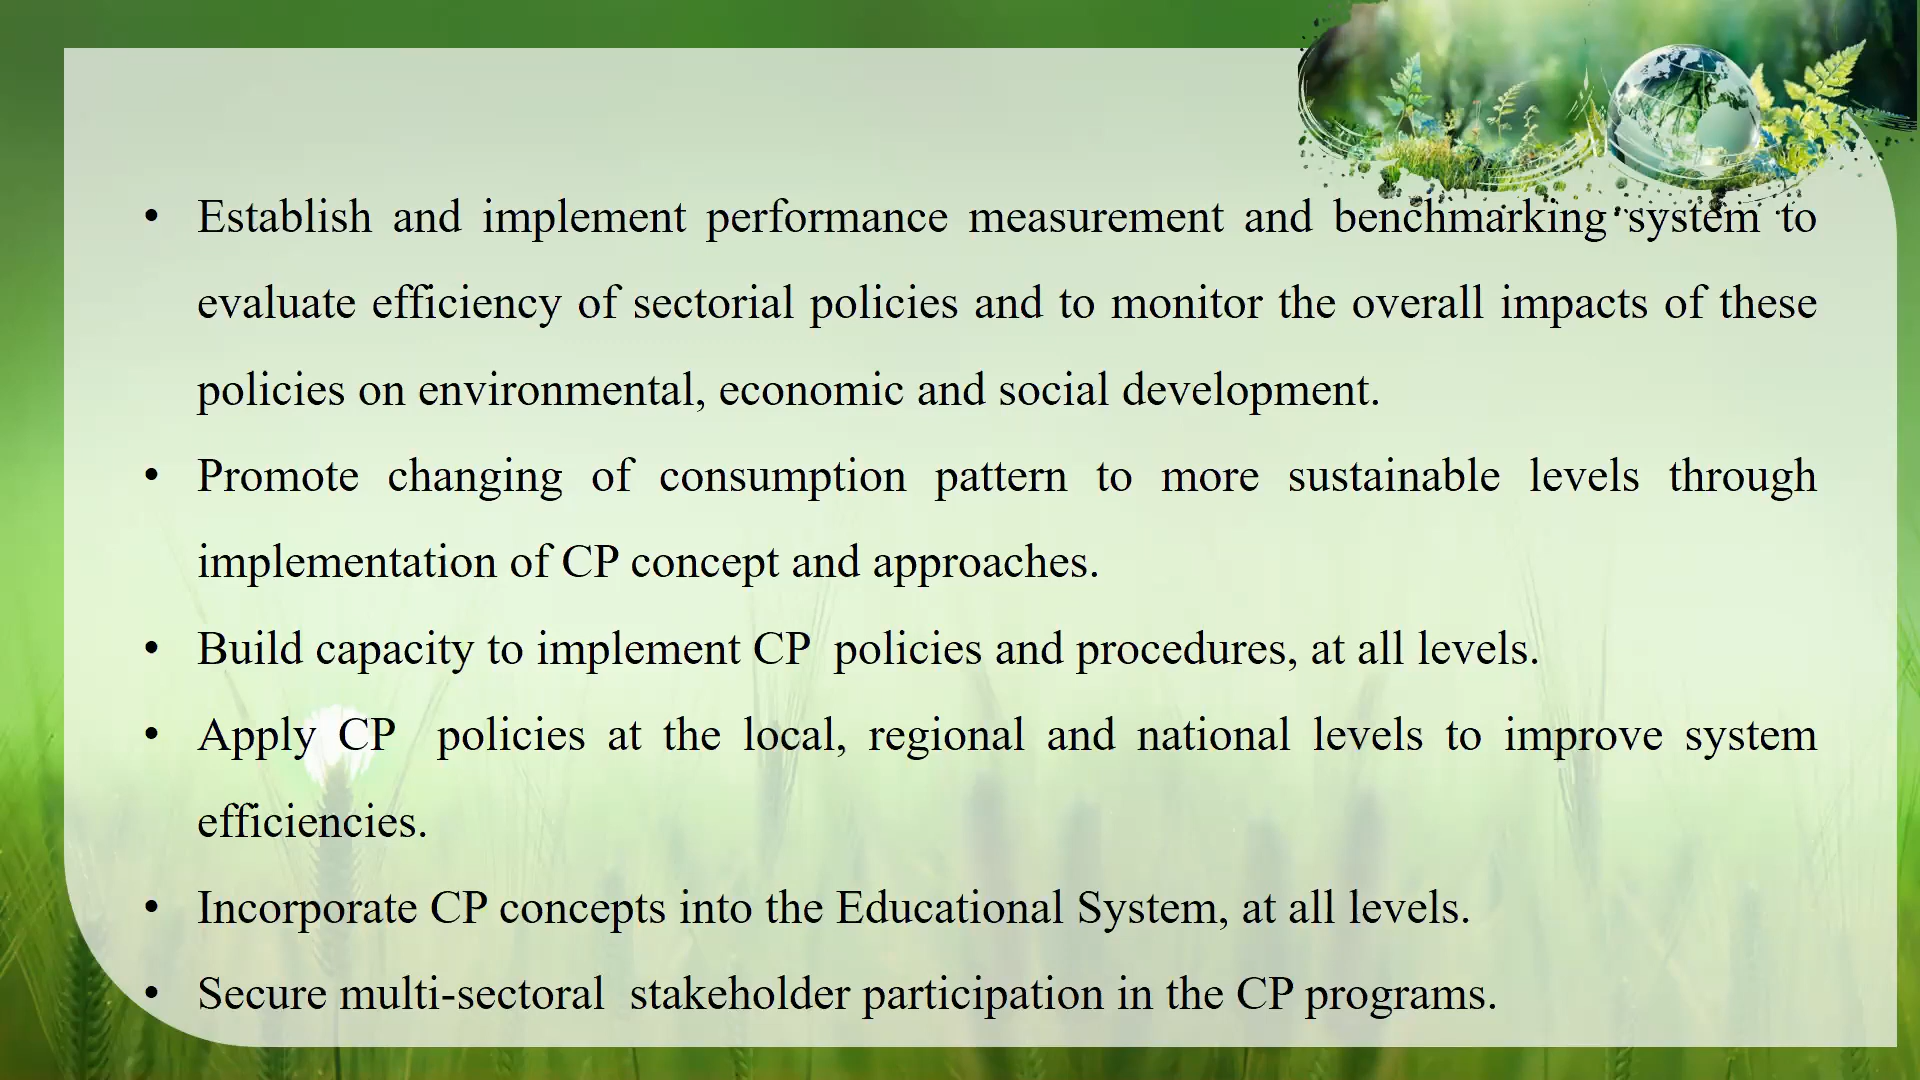 • Establish and implement performance measurement and benchmarking system to
evaluate efficiency of sectorial policies and to monitor the overall impacts of these
policies on environmental, economic and social development.
• Promote changing of consumption pattern to more sustainable levels through
implementation of CP concept and approaches.
• Build capacity to implement CP  policies and procedures, at all levels.
• Apply CP  policies at the local, regional and national levels to improve system
efficiencies.
• Incorporate CP concepts into the Educational System, at all levels.
• Secure multi-sectoral  stakeholder participation in the CP programs.